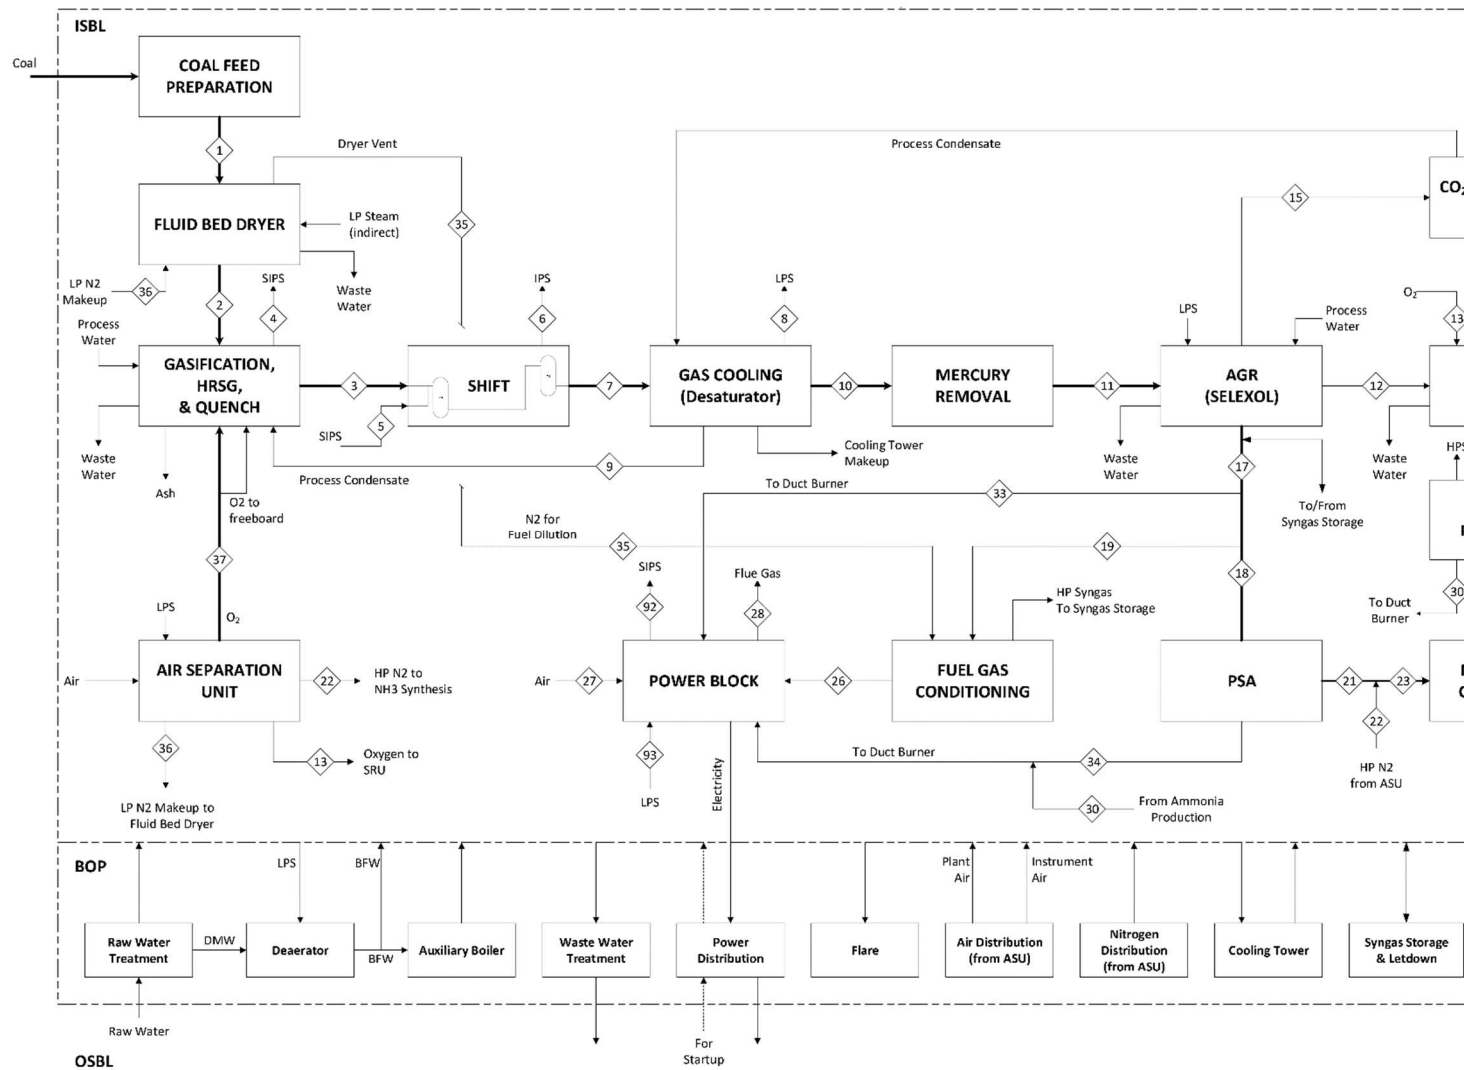 ISBL
Coal
COAL FEED
PREPARATION
1
Dryer Vent
Process Condensate
CO₂
FLUID BED DRYER
LP Steam
(indirect)
35
15
LP N2
Makeup
36
2
SIPS
4
Waste
Water
IPS
6
LPS
8
LPS
Process
Water
O₂
13
Process
Water
GASIFICATION,
HRSG,
& QUENCH
3
SHIFT
7
GAS COOLING
(Desaturator)
10
MERCURY
REMOVAL
11
AGR
(SELEXOL)
12
SIPS
5
Waste
Water
Ash
O2 to
freeboard
Process Condensate
9
Cooling Tower
Makeup
Waste
Water
17
Waste
Water
HPS
To Duct Burner
33
To/From
Syngas Storage
N2 for
Fuel Dilution
35
19
18
37
SIPS
92
Flue Gas
28
HP Syngas
To Syngas Storage
To Duct
Burner
30
LPS
O₂
Air
AIR SEPARATION
UNIT
22
HP N2 to
NH3 Synthesis
Air
27
POWER BLOCK
26
FUEL GAS
CONDITIONING
PSA
21
23
22
HP N2
from ASU
36
13
Oxygen to
SRU
93
LPS
To Duct Burner
34
LP N2 Makeup to
Fluid Bed Dryer
Electricity
30
From Ammonia
Production
BOP
LPS
BFW
Plant
Air
Instrument
Air
Raw Water
Treatment
DMW
Deaerator
BFW
Auxiliary Boiler
Waste Water
Treatment
Power
Distribution
Flare
Air Distribution
(from ASU)
Nitrogen
Distribution
(from ASU)
Cooling Tower
Syngas Storage
& Letdown
Raw Water
For
Startup
OSBL